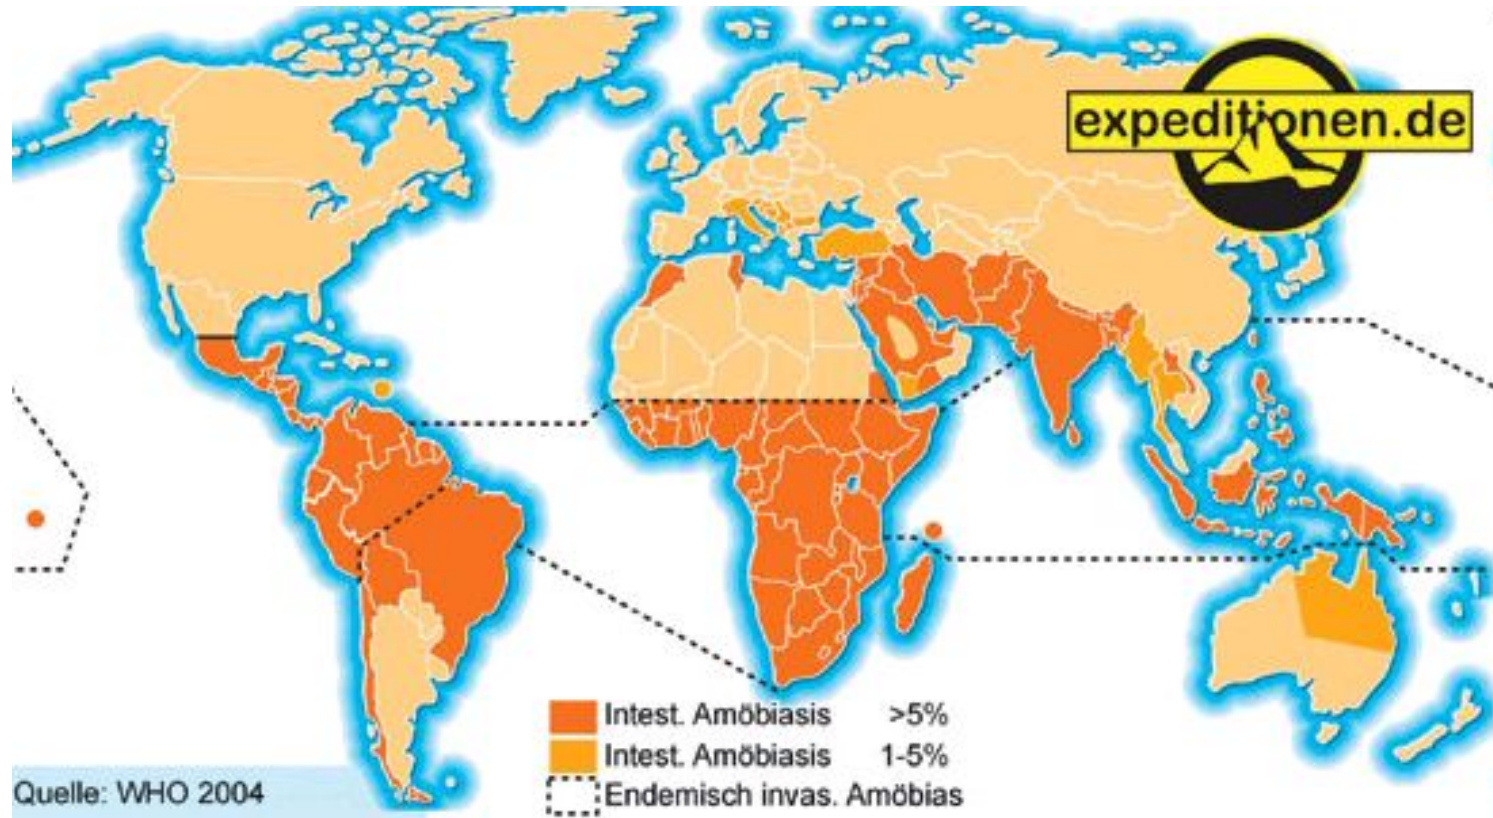 expeditionen.de
Intest. Amöbiasis >5%
Intest. Amöbiasis 1-5%
Endemisch invas. Amöbias
Quelle: WHO 2004